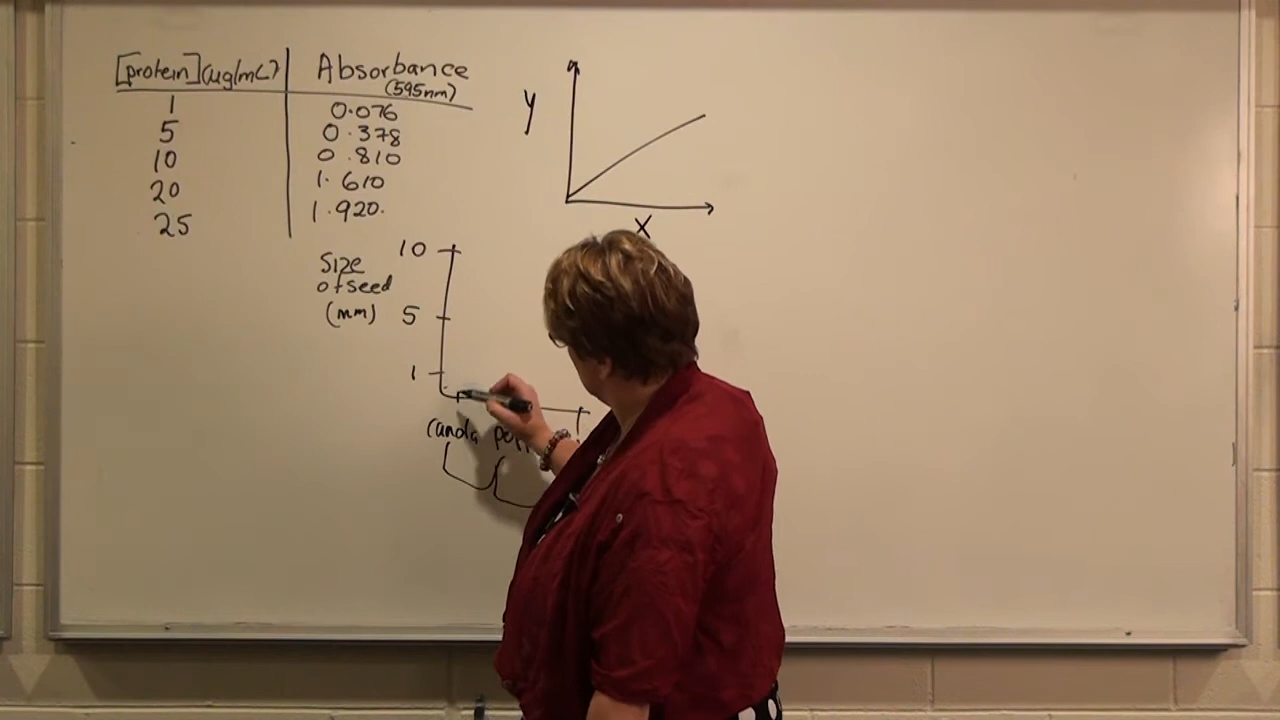 [protein](ug/mL) Absorbance
(595nm)
1 0.076
5 0.378
10 0.810
20 1.610
25 1.920.
y
x
Size
of seed
(mm)
10
5
1
canola